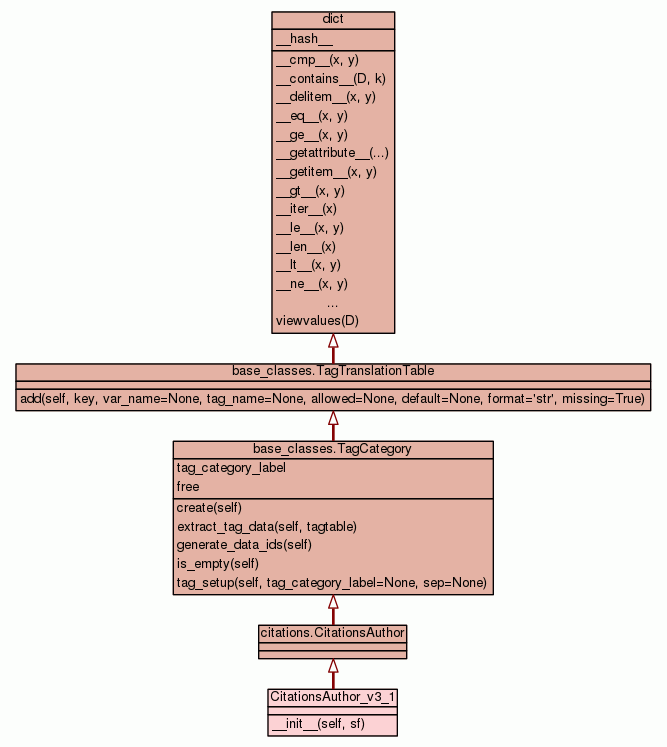 dict
__hash__
__cmp__(x, y)
__contains__(D, k)
__delitem__(x, y)
__eq__(x, y)
__ge__(x, y)
__getattribute__(...)
__getitem__(x, y)
__gt__(x, y)
__iter__(x)
__le__(x, y)
__len__(x)
__lt__(x, y)
__ne__(x, y)
...
viewvalues(D)
base_classes.TagTranslationTable
add(self, key, var_name=None, tag_name=None, allowed=None, default=None, format='str', missing=True)
base_classes.TagCategory
tag_category_label
free
create(self)
extract_tag_data(self, tagtable)
generate_data_ids(self)
is_empty(self)
tag_setup(self, tag_category_label=None, sep=None)
citations.CitationsAuthor
CitationsAuthor_v3_1
__init__(self, sf)